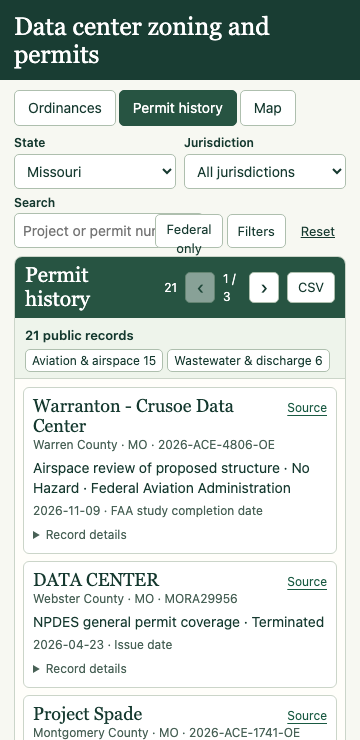 Data center zoning and
permits
Ordinances
Permit history
Map
State
Jurisdiction
Missouri
All jurisdictions
Search
Project or permit nur
Federal
only
Filters
Reset
Permit
history
21
‹
1 /
3
›
CSV
21 public records
Aviation & airspace 15
Wastewater & discharge 6
Warranton - Crusoe Data
Center
Source
Warren County · MO · 2026-ACE-4806-OE
Airspace review of proposed structure · No
Hazard · Federal Aviation Administration
2026-11-09 · FAA study completion date
▶ Record details
DATA CENTER
Source
Webster County · MO · MORA29956
NPDES general permit coverage · Terminated
2026-04-23 · Issue date
▶ Record details
Project Spade
Source
Montgomery County · MO · 2026-ACE-1741-OE